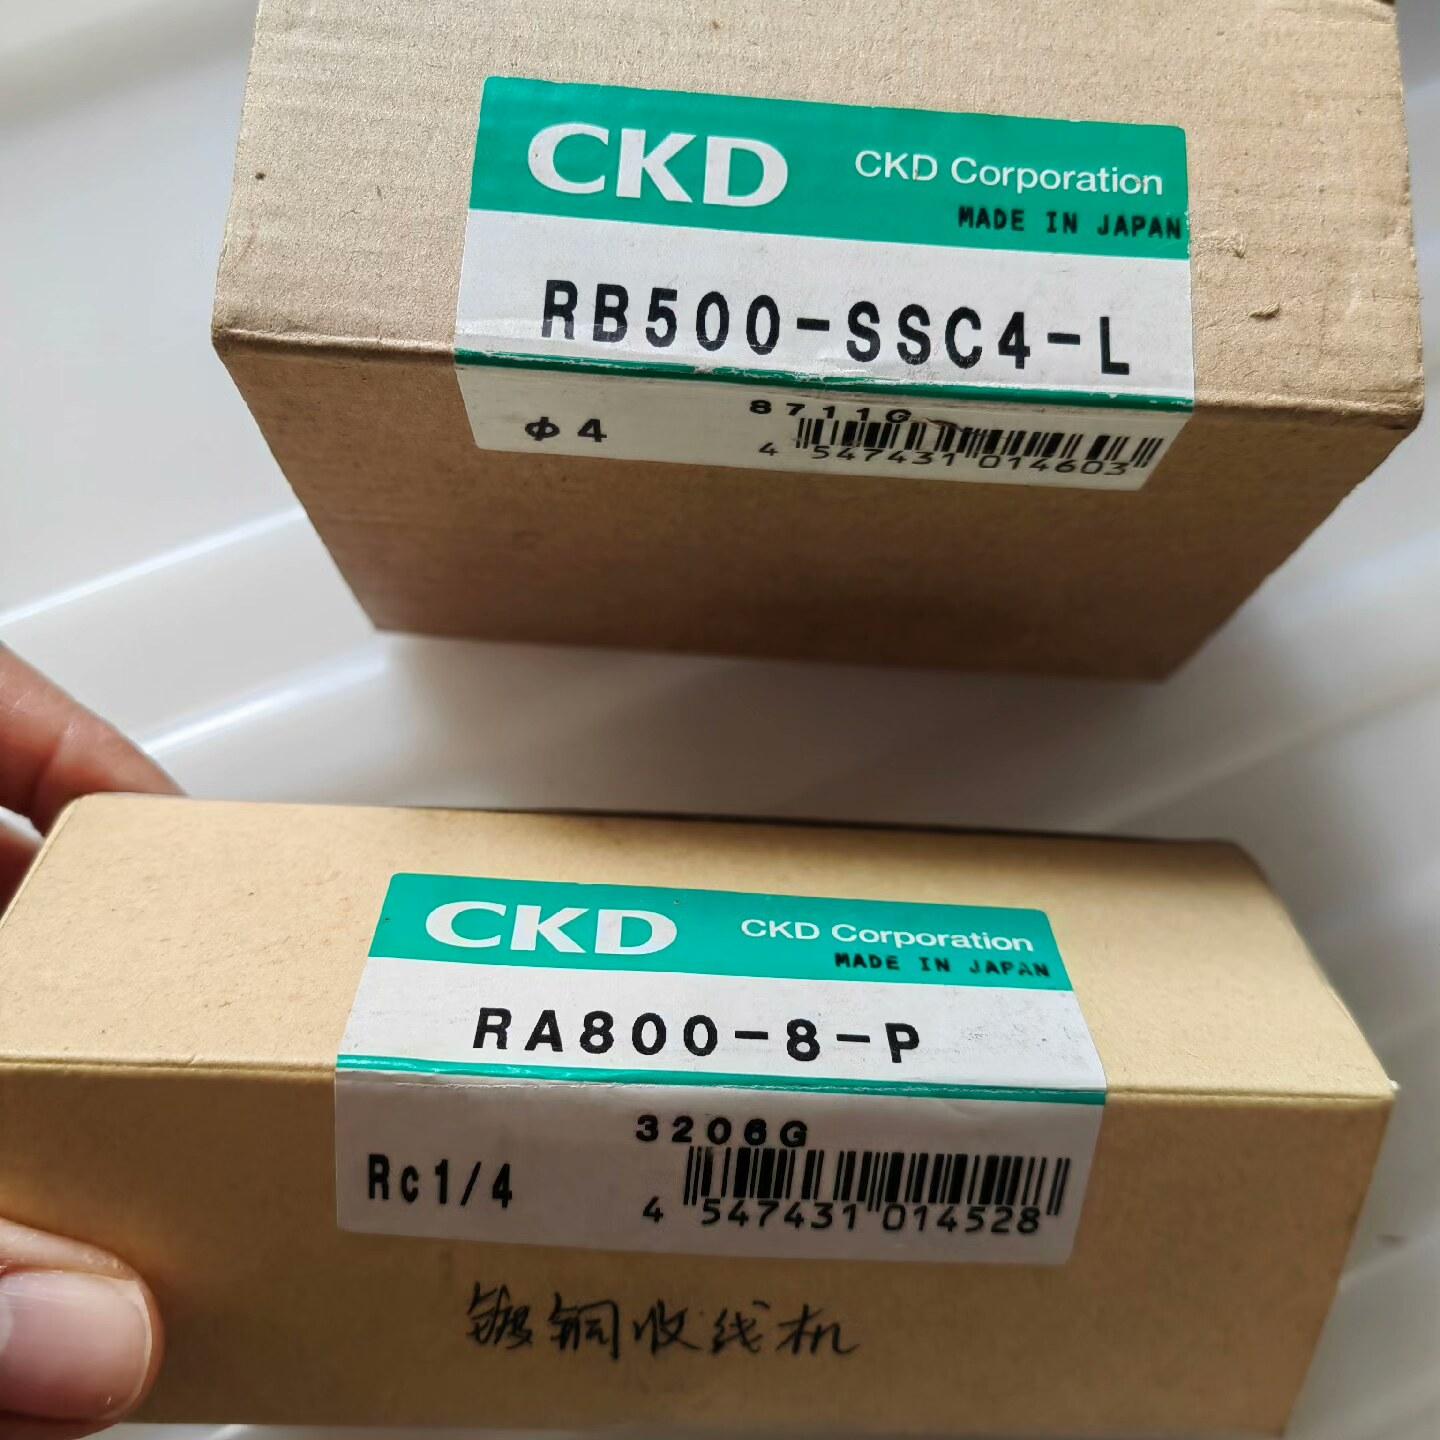 CKD CKD Corporation
MADE IN JAPAN
RB500-SSC4-L
8711G
φ4
4 547431 014603
CKD CKD Corporation
MADE IN JAPAN
RA800-8-P
3206G
Rc1/4
4 547431 014528
镀铜收线机